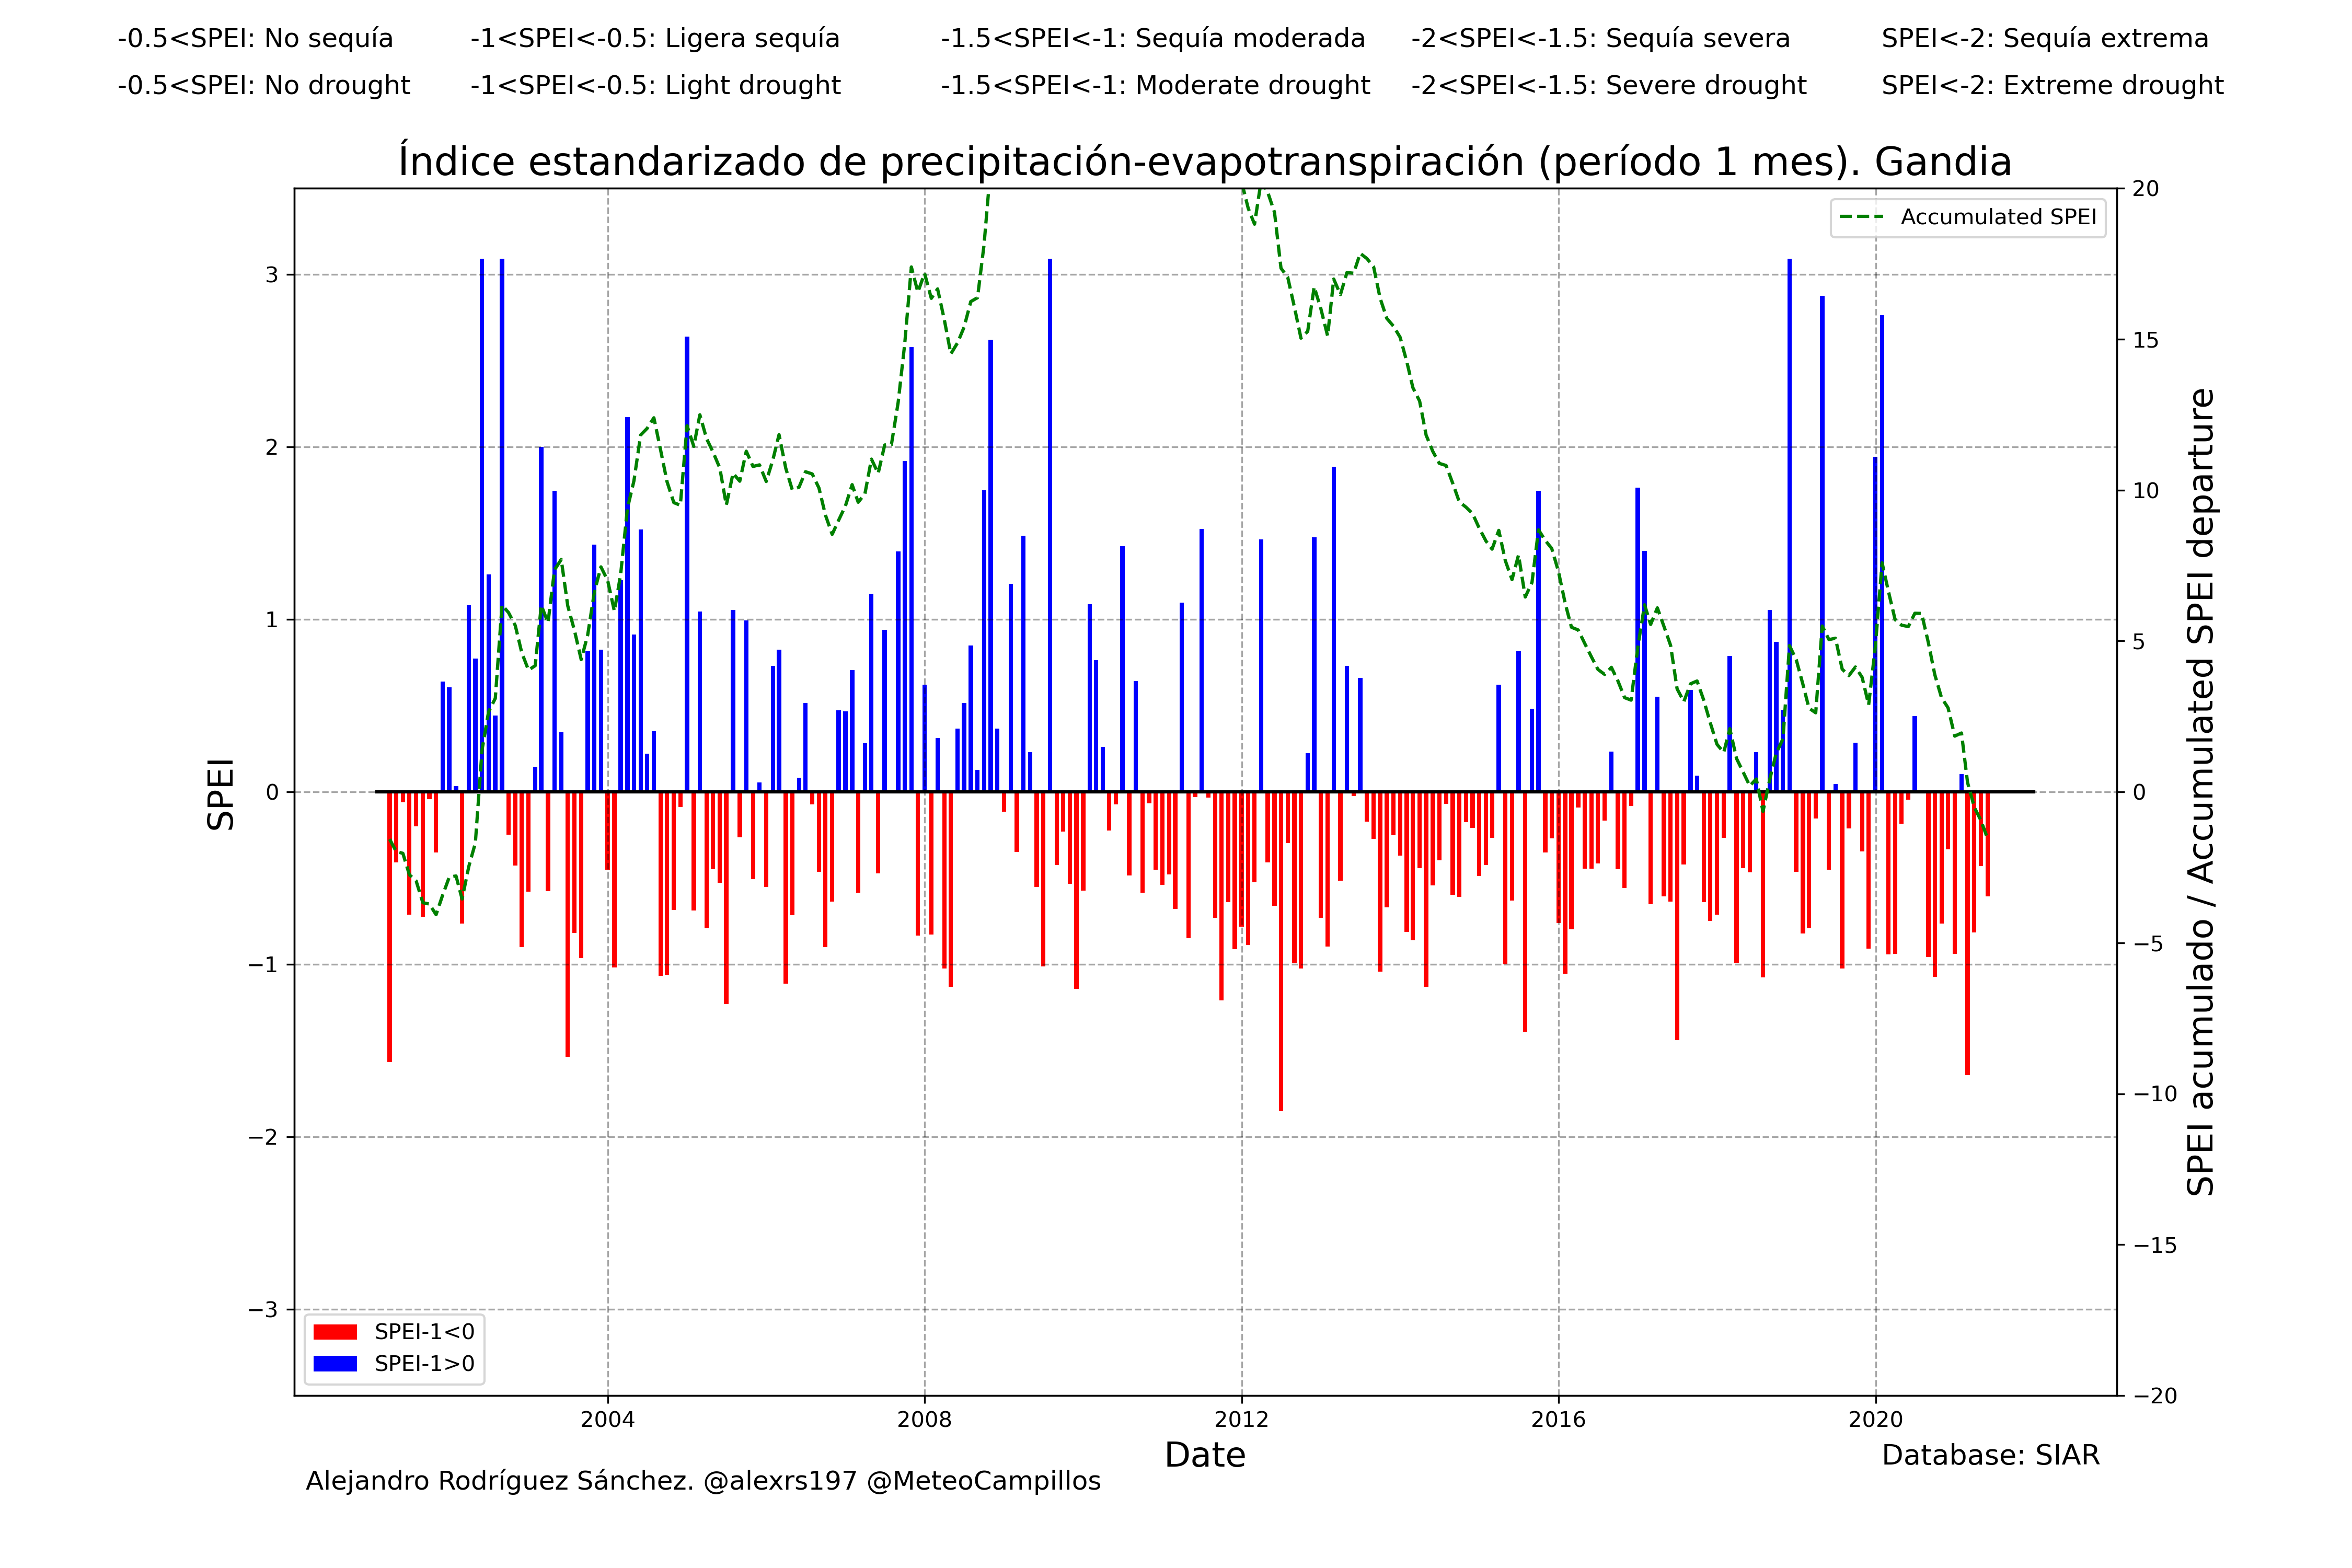 -0.5<SPEI: No sequía -1<SPEI<-0.5: Ligera sequía -1.5<SPEI<-1: Sequía moderada -2<SPEI<-1.5: Sequía severa SPEI<-2: Sequía extrema
-0.5<SPEI: No drought -1<SPEI<-0.5: Light drought -1.5<SPEI<-1: Moderate drought -2<SPEI<-1.5: Severe drought SPEI<-2: Extreme drought
Índice estandarizado de precipitación-evapotranspiración (período 1 mes). Gandia
Accumulated SPEI
3
2
1
0
−1
−2
−3
SPEI
20
15
10
5
0
−5
−10
−15
−20
SPEI acumulado / Accumulated SPEI departure
SPEI-1<0
SPEI-1>0
2004 2008 2012 2016 2020
Date
Database: SIAR
Alejandro Rodríguez Sánchez. @alexrs197 @MeteoCampillos